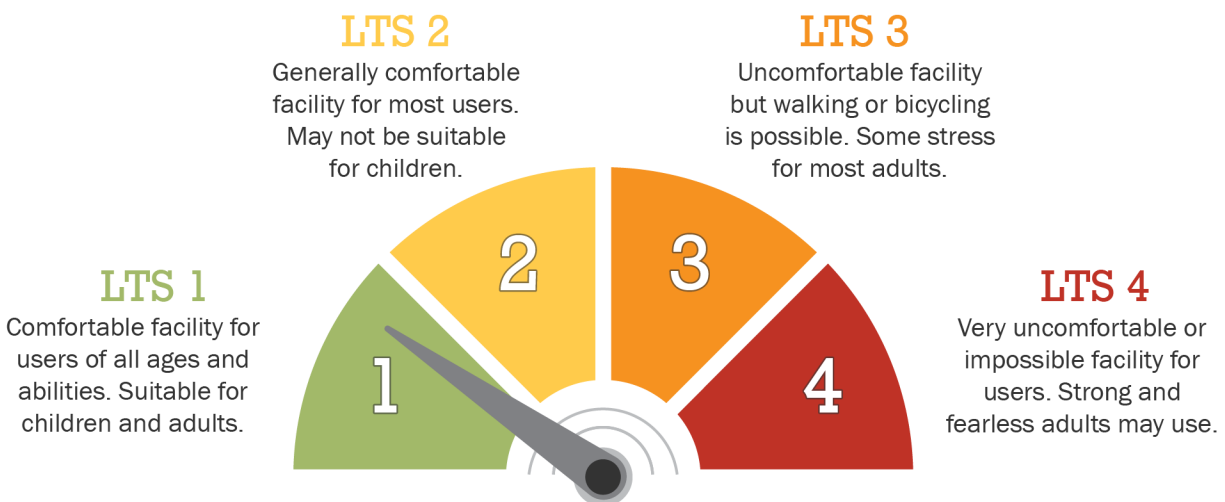 LTS 2
Generally comfortable
facility for most users.
May not be suitable
for children.
LTS 3
Uncomfortable facility
but walking or bicycling
is possible. Some stress
for most adults.
LTS 1
Comfortable facility for
users of all ages and
abilities. Suitable for
children and adults.
LTS 4
Very uncomfortable or
impossible facility for
users. Strong and
fearless adults may use.
1
2
3
4